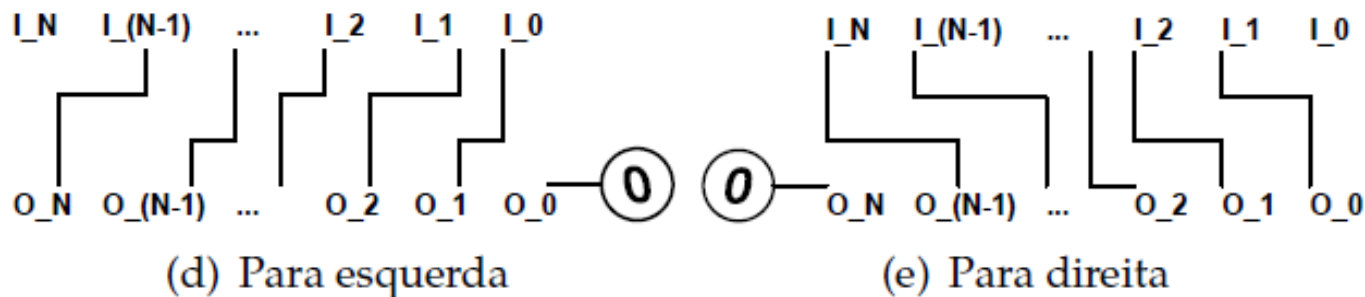 I_N I_(N-1) ... I_2 I_1 I_0
I_N I_(N-1) ... I_2 I_1 I_0
O_N O_(N-1) ... O_2 O_1 O_0 0
0 O_N O_(N-1) ... O_2 O_1 O_0
(d) Para esquerda
(e) Para direita